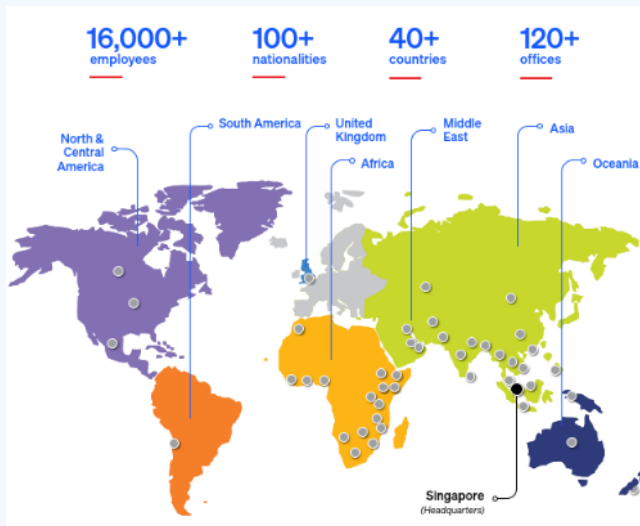 16,000+
employees
100+
nationalities
40+
countries
120+
offices
North &
Central
America
South America
United
Kingdom
Africa
Middle
East
Asia
Oceania
Singapore
(Headquarters)